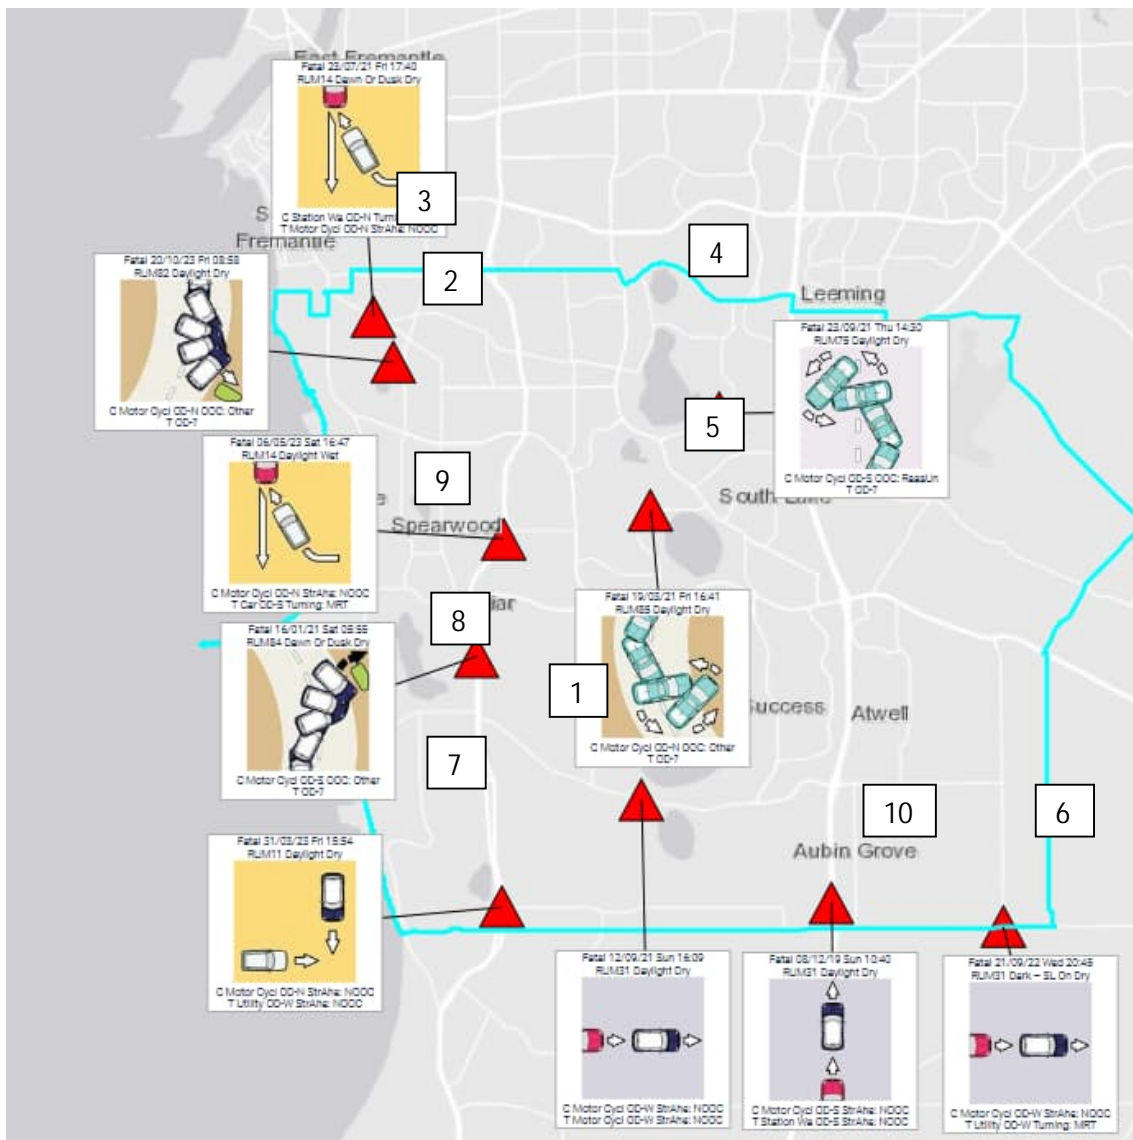 East Fremantle
Fatal 23/07/21 Fri 17:40
RUM14 Dawn Or Dusk Dry
C Station Wa OD-N Turn
T Motor Cycl OD-N StrAhe: NOOC
3
S
Fremantle
2
4
Leeming
Fatal 20/10/23 Fri 08:58
RUM82 Daylight Dry
C Motor Cycl OD-N OOC: Other
T OD-?
Fatal 23/09/21 Thu 14:30
RUM75 Daylight Dry
C Motor Cycl OD-S OOC: ReasUn
T OD-?
5
South Lake
Fatal 06/05/23 Sat 16:47
RUM14 Daylight Wet
C Motor Cycl OD-N StrAhe: NOOC
T Car OD-S Turning: MRT
9
e
Spearwood
Fatal 19/03/21 Fri 16:41
RUM85 Daylight Dry
C Motor Cycl OD-N OOC: Other
T OD-?
8
jar
Fatal 16/01/21 Sat 05:55
RUM84 Dawn Or Dusk Dry
C Motor Cycl OD-S OOC: Other
T OD-?
1
Success
Atwell
7
10
6
Aubin Grove
Fatal 31/03/23 Fri 15:54
RUM11 Daylight Dry
C Motor Cycl OD-N StrAhe: NOOC
T Utility OD-W StrAhe: NOOC
Fatal 12/09/21 Sun 16:09
RUM31 Daylight Dry
C Motor Cycl OD-W StrAhe: NOOC
T Motor Cycl OD-W StrAhe: NOOC
Fatal 08/12/19 Sun 10:40
RUM31 Daylight Dry
C Motor Cycl OD-S StrAhe: NOOC
T Station Wa OD-S StrAhe: NOOC
Fatal 21/09/22 Wed 20:45
RUM31 Dark - SL On Dry
C Motor Cycl OD-W StrAhe: NOOC
T Utility OD-W Turning: MRT